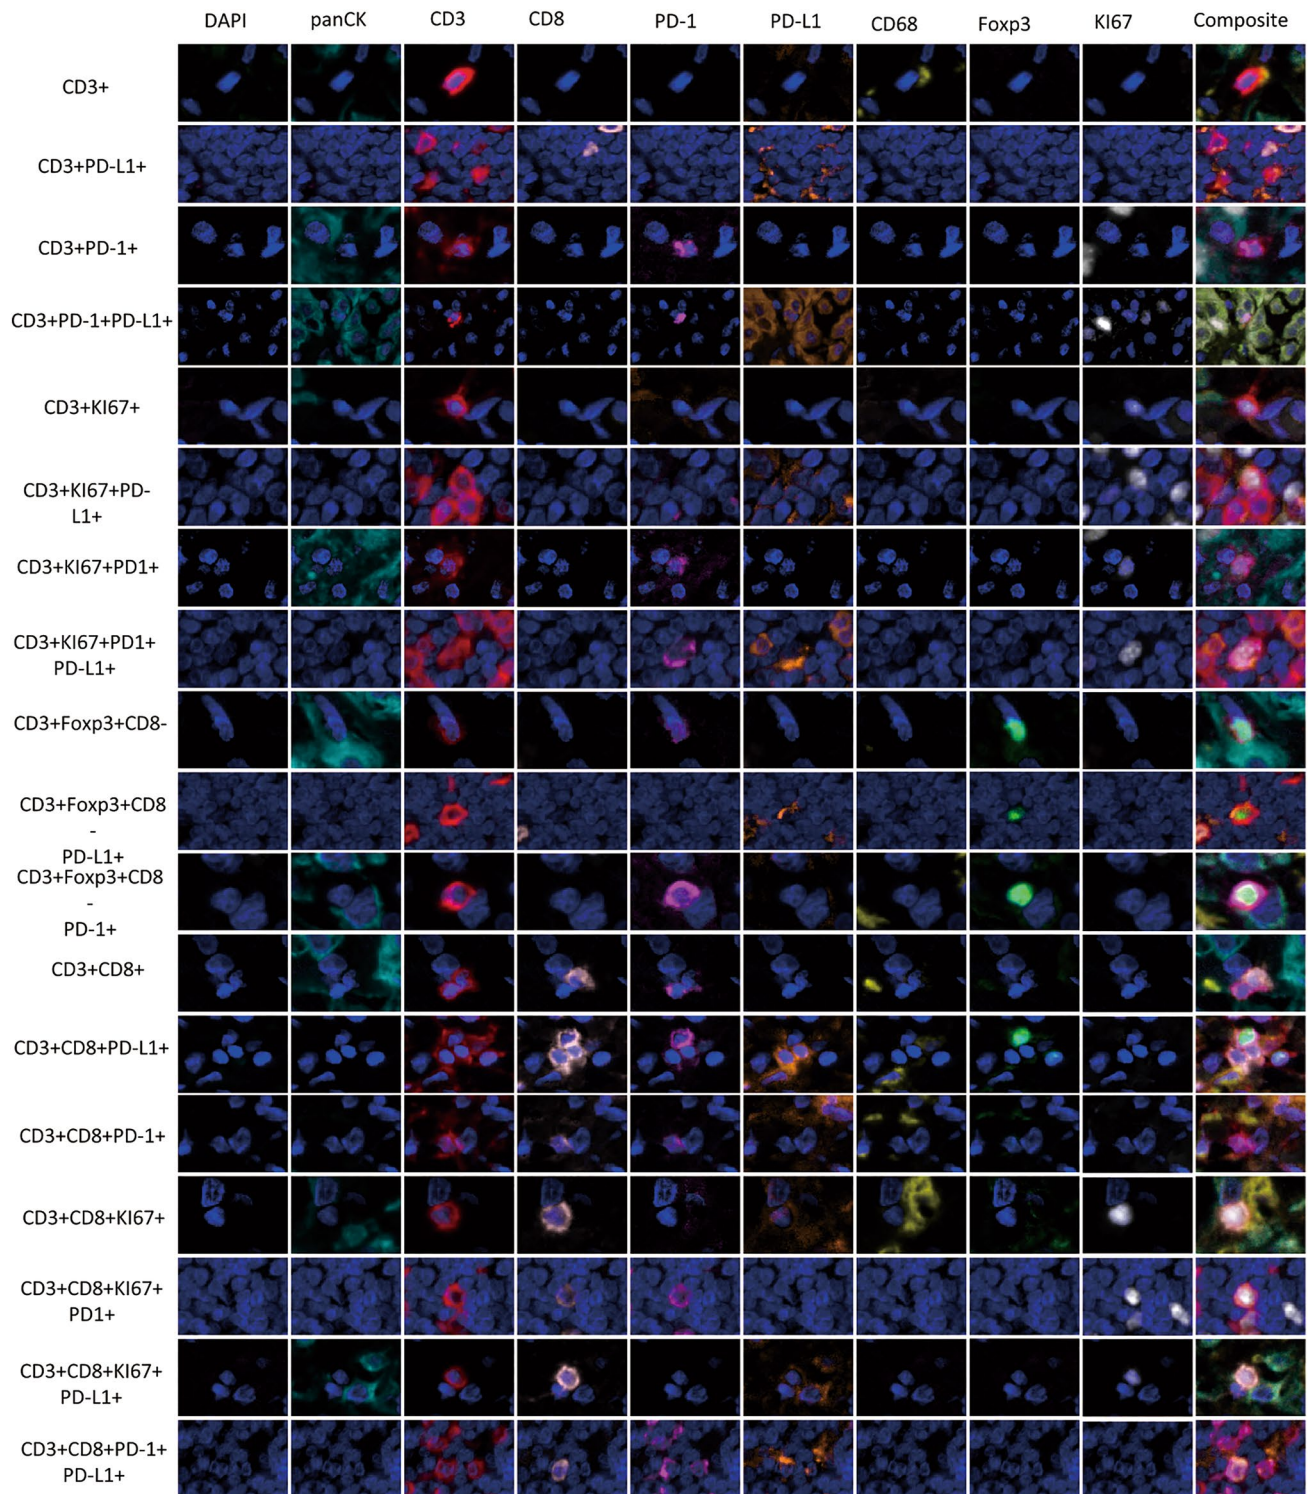 DAPI panCK CD3 CD8 PD-1 PD-L1 CD68 Foxp3 KI67 Composite
CD3+
CD3+PD-L1+
CD3+PD-1+
CD3+PD-1+PD-L1+
CD3+KI67+
CD3+KI67+PD-
L1+
CD3+KI67+PD1+
CD3+KI67+PD1+
PD-L1+
CD3+Foxp3+CD8-
CD3+Foxp3+CD8
-
PD-L1+
CD3+Foxp3+CD8
-
PD-1+
CD3+CD8+
CD3+CD8+PD-L1+
CD3+CD8+PD-1+
CD3+CD8+KI67+
CD3+CD8+KI67+
PD1+
CD3+CD8+KI67+
PD-L1+
CD3+CD8+PD-1+
PD-L1+